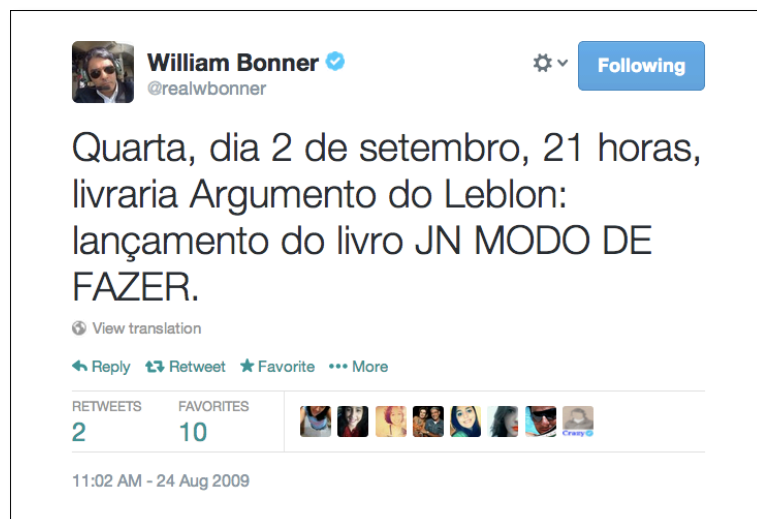 William Bonner
@realwbonner
Following
Quarta, dia 2 de setembro, 21 horas,
livraria Argumento do Leblon:
lançamento do livro JN MODO DE
FAZER.
View translation
Reply Retweet Favorite More
RETWEETS FAVORITES
2 10
Crazy
11:02 AM - 24 Aug 2009